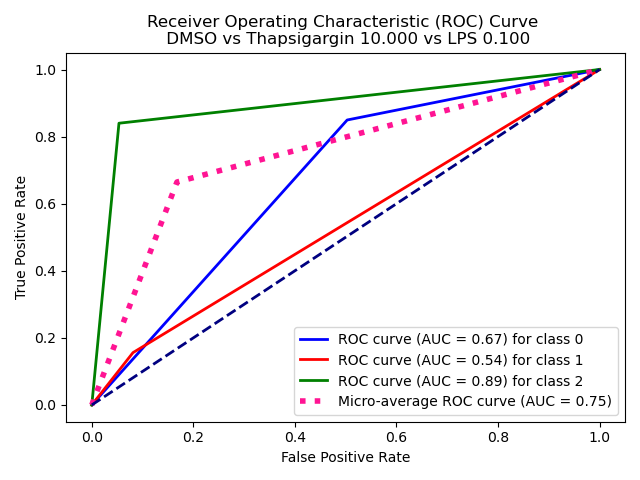 Receiver Operating Characteristic (ROC) Curve
DMSO vs Thapsigargin 10.000 vs LPS 0.100
True Positive Rate
1.0
0.8
0.6
0.4
0.2
0.0
ROC curve (AUC = 0.67) for class 0
ROC curve (AUC = 0.54) for class 1
ROC curve (AUC = 0.89) for class 2
Micro-average ROC curve (AUC = 0.75)
0.0 0.2 0.4 0.6 0.8 1.0
False Positive Rate